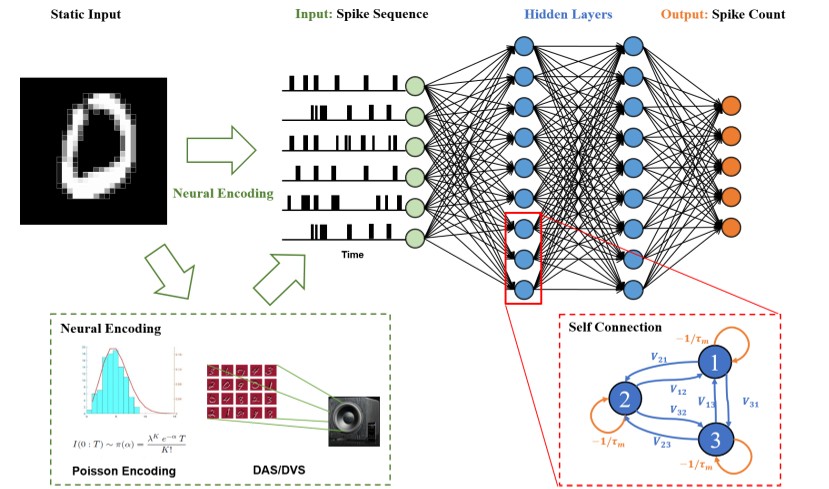 Static Input
Input: Spike Sequence
Hidden Layers
Output: Spike Count
Neural Encoding
Time
Neural Encoding
I(0 : T) ∼ π(α) = λ^K e^{-α} T / K!
Poisson Encoding
DAS/DVS
Self Connection
-1/τ_m
1
V_21
V_12
2
V_13
V_31
V_32
-1/τ_m
V_23
3
-1/τ_m